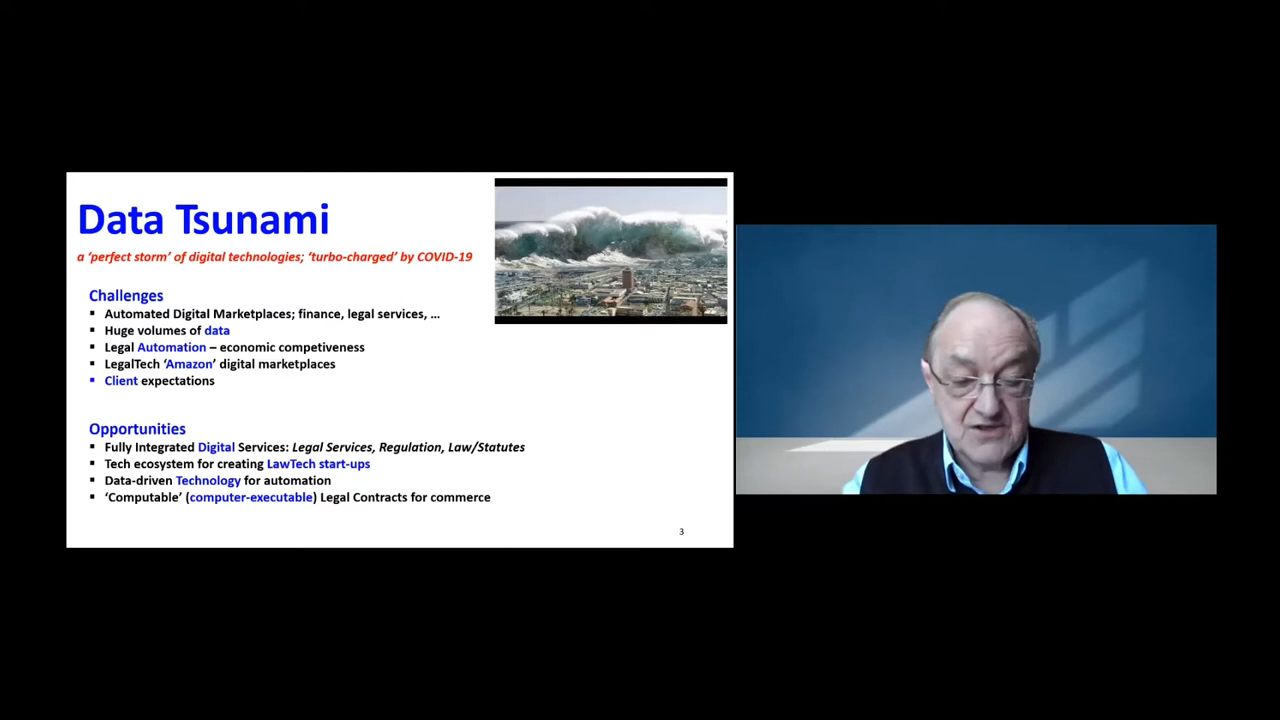 Data Tsunami
a ‘perfect storm’ of digital technologies; ‘turbo-charged’ by COVID-19
Challenges
▪ Automated Digital Marketplaces; finance, legal services, ...
▪ Huge volumes of data
▪ Legal Automation – economic competiveness
▪ LegalTech ‘Amazon’ digital marketplaces
▪ Client expectations
Opportunities
▪ Fully Integrated Digital Services: Legal Services, Regulation, Law/Statutes
▪ Tech ecosystem for creating LawTech start-ups
▪ Data-driven Technology for automation
▪ ‘Computable’ (computer-executable) Legal Contracts for commerce
3